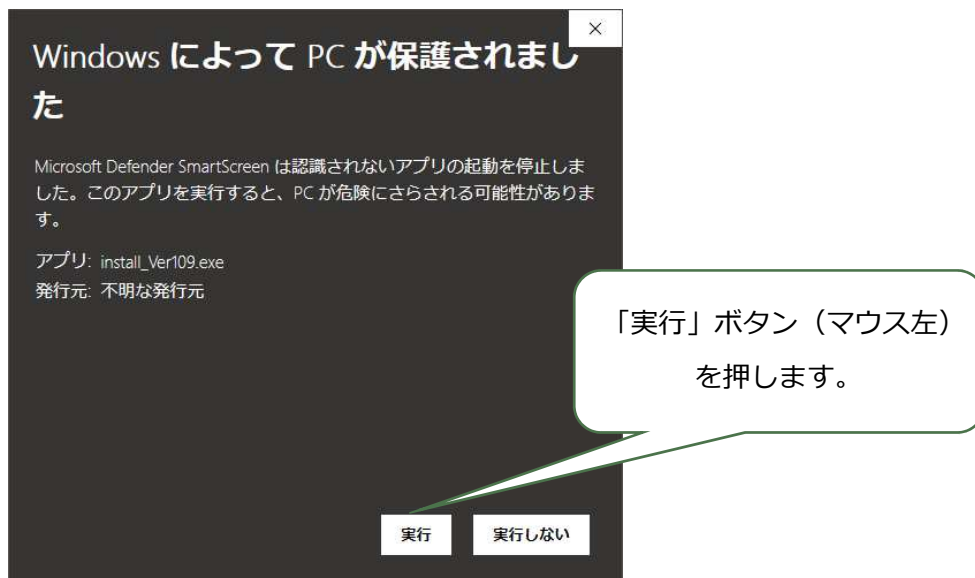 Windows によって PC が保護されまし
た
Microsoft Defender SmartScreen は認識されないアプリの起動を停止しま
した。このアプリを実行すると、PC が危険にさらされる可能性がありま
す。
アプリ: install_Ver109.exe
発行元: 不明な発行元
「実行」ボタン（マウス左）
を押します。
実行 実行しない